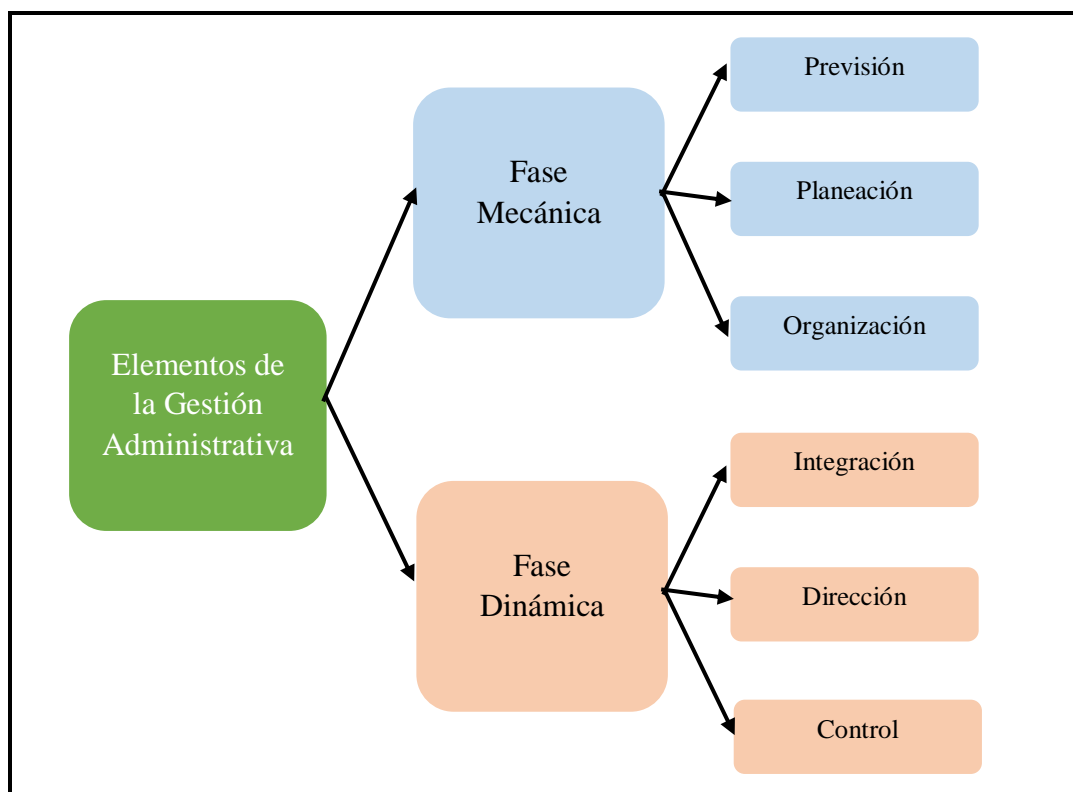 Elementos de
la Gestión
Administrativa
Fase
Mecánica
Previsión
Planeación
Organización
Fase
Dinámica
Integración
Dirección
Control